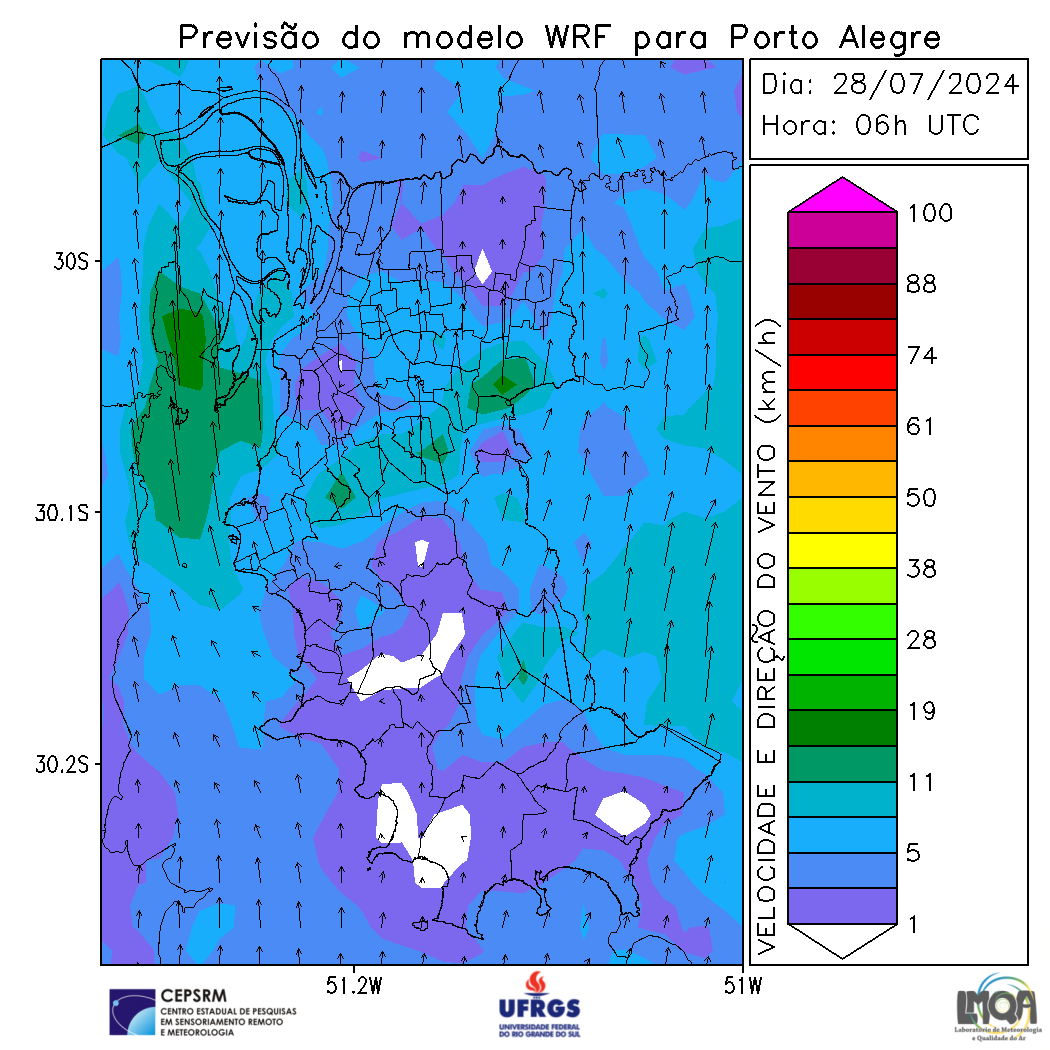 Previsão do modelo WRF para Porto Alegre
Dia: 28/07/2024
Hora: 06h UTC
30S
30.1S
30.2S
51.2W
51W
VELOCIDADE E DIREÇÃO DO VENTO (km/h)
100
88
74
61
50
38
28
19
11
5
1
CEPSRM
CENTRO ESTADUAL DE PESQUISAS
EM SENSORIAMENTO REMOTO
E METEOROLOGIA
UFRGS
UNIVERSIDADE FEDERAL
DO RIO GRANDE DO SUL
LMQA
Laboratório de Meteorologia
e Qualidade do Ar